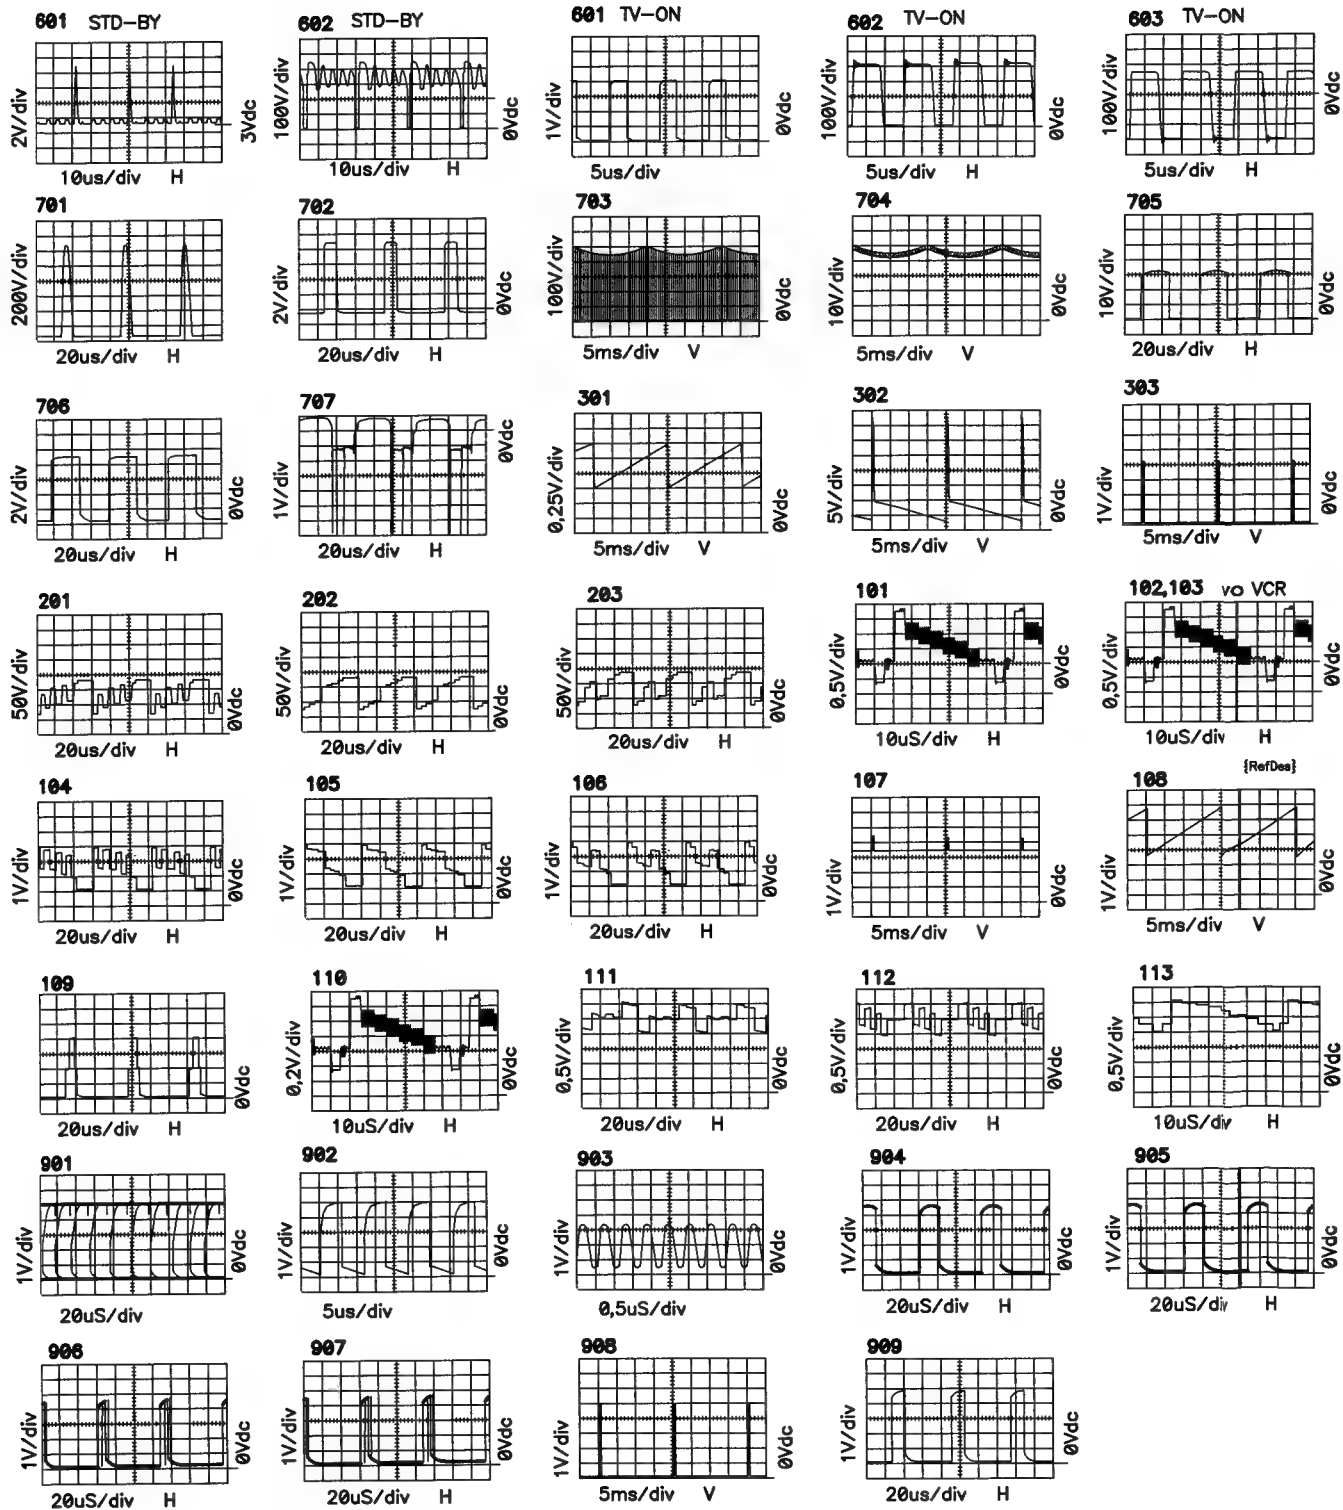 601 STD-BY
2V/div
3Vdc
10us/div H
602 STD-BY
100V/div
0Vdc
10us/div H
601 TV-ON
1V/div
0Vdc
5us/div
602 TV-ON
100V/div
0Vdc
5us/div H
603 TV-ON
100V/div
0Vdc
5us/div H
701
200V/div
0Vdc
20us/div H
702
2V/div
0Vdc
20us/div H
703
100V/div
0Vdc
5ms/div V
704
10V/div
0Vdc
5ms/div V
705
10V/div
0Vdc
20us/div H
706
2V/div
0Vdc
20us/div H
707
1V/div
0Vdc
20us/div H
301
0,25V/div
0Vdc
5ms/div V
302
5V/div
0Vdc
5ms/div V
303
1V/div
0Vdc
5ms/div V
201
50V/div
0Vdc
20us/div H
202
50V/div
0Vdc
20us/div H
203
50V/div
0Vdc
20us/div H
101
0,5V/div
0Vdc
10uS/div H
102,103 vo VCR
0,5V/div
0Vdc
10uS/div H
104
1V/div
0Vdc
20us/div H
105
1V/div
0Vdc
20us/div H
106
1V/div
0Vdc
20us/div H
107
1V/div
0Vdc
5ms/div V
{RefDes}
108
1V/div
0Vdc
5ms/div V
109
1V/div
0Vdc
20us/div H
110
0,2V/div
0Vdc
10uS/div H
111
0,5V/div
0Vdc
20us/div H
112
0,5V/div
0Vdc
20us/div H
113
0,5V/div
0Vdc
10uS/div H
901
1V/div
0Vdc
20uS/div
902
1V/div
0Vdc
5us/div
903
1V/div
0Vdc
0,5uS/div
904
1V/div
0Vdc
20uS/div H
905
1V/div
0Vdc
20uS/div H
906
1V/div
0Vdc
20uS/div H
907
1V/div
0Vdc
20uS/div H
908
1V/div
0Vdc
5ms/div V
909
1V/div
0Vdc
20us/div H